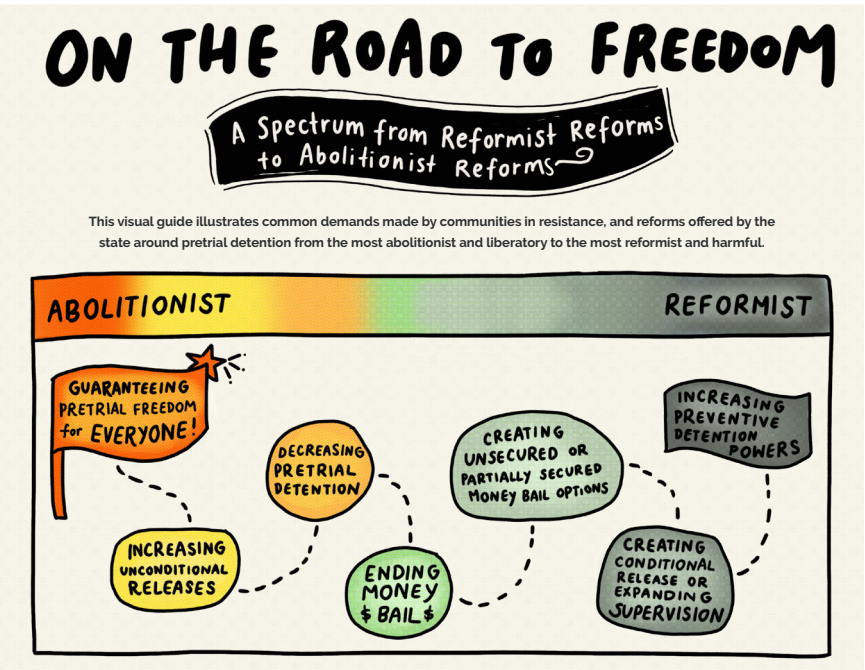 ON THE ROAD TO FREEDOM
A Spectrum from Reformist Reforms
to Abolitionist Reforms
This visual guide illustrates common demands made by communities in resistance, and reforms offered by the
state around pretrial detention from the most abolitionist and liberatory to the most reformist and harmful.
ABOLITIONIST
REFORMIST
GUARANTEEING
PRETRIAL FREEDOM
for EVERYONE!
INCREASING
UNCONDITIONAL
RELEASES
DECREASING
PRETRIAL
DETENTION
ENDING
MONEY
$ BAIL $
CREATING
UNSECURED OR
PARTIALLY SECURED
MONEY BAIL OPTIONS
CREATING
CONDITIONAL
RELEASE OR
EXPANDING
SUPERVISION
INCREASING
PREVENTIVE
DETENTION
POWERS